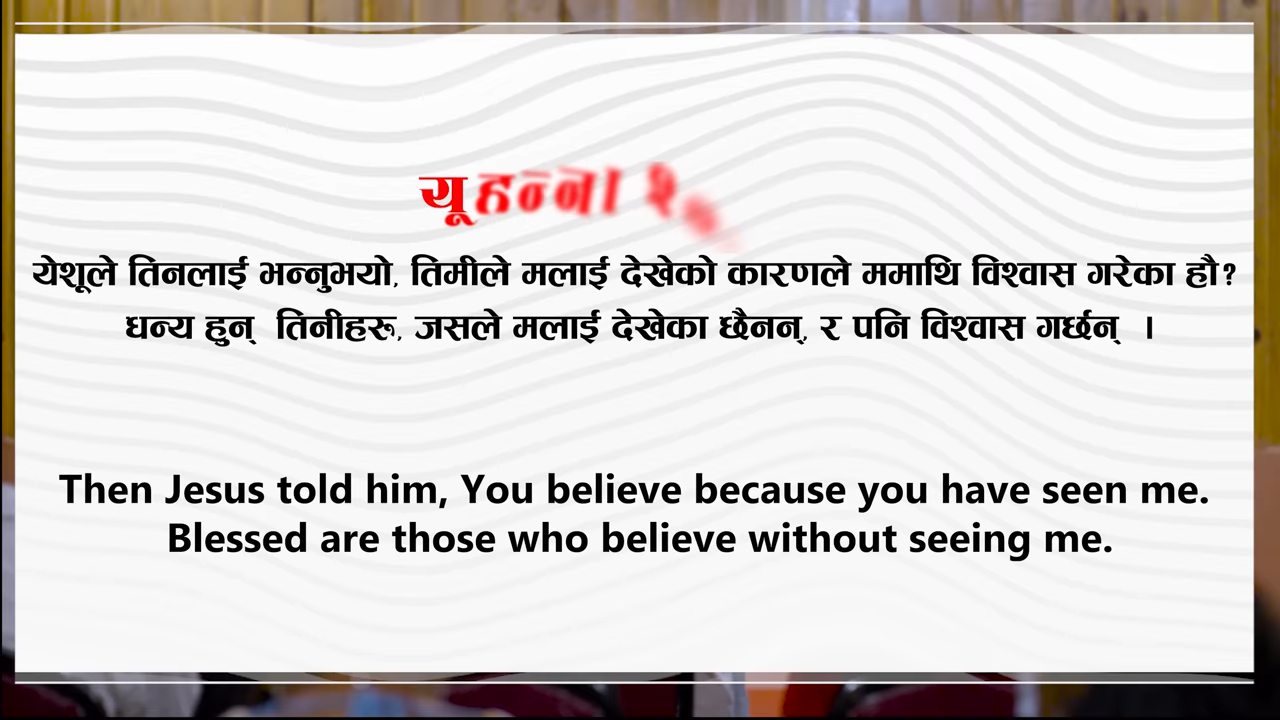 यूहन्ना २०
येशूले तिनलाई भन्नुभयो, तिमीले मलाई देखेको कारणले ममाथि विश्वास गरेका हौ?
धन्य हुन् तिनीहरू, जसले मलाई देखेका छैनन्, र पनि विश्वास गर्छन् ।
Then Jesus told him, You believe because you have seen me.
Blessed are those who believe without seeing me.